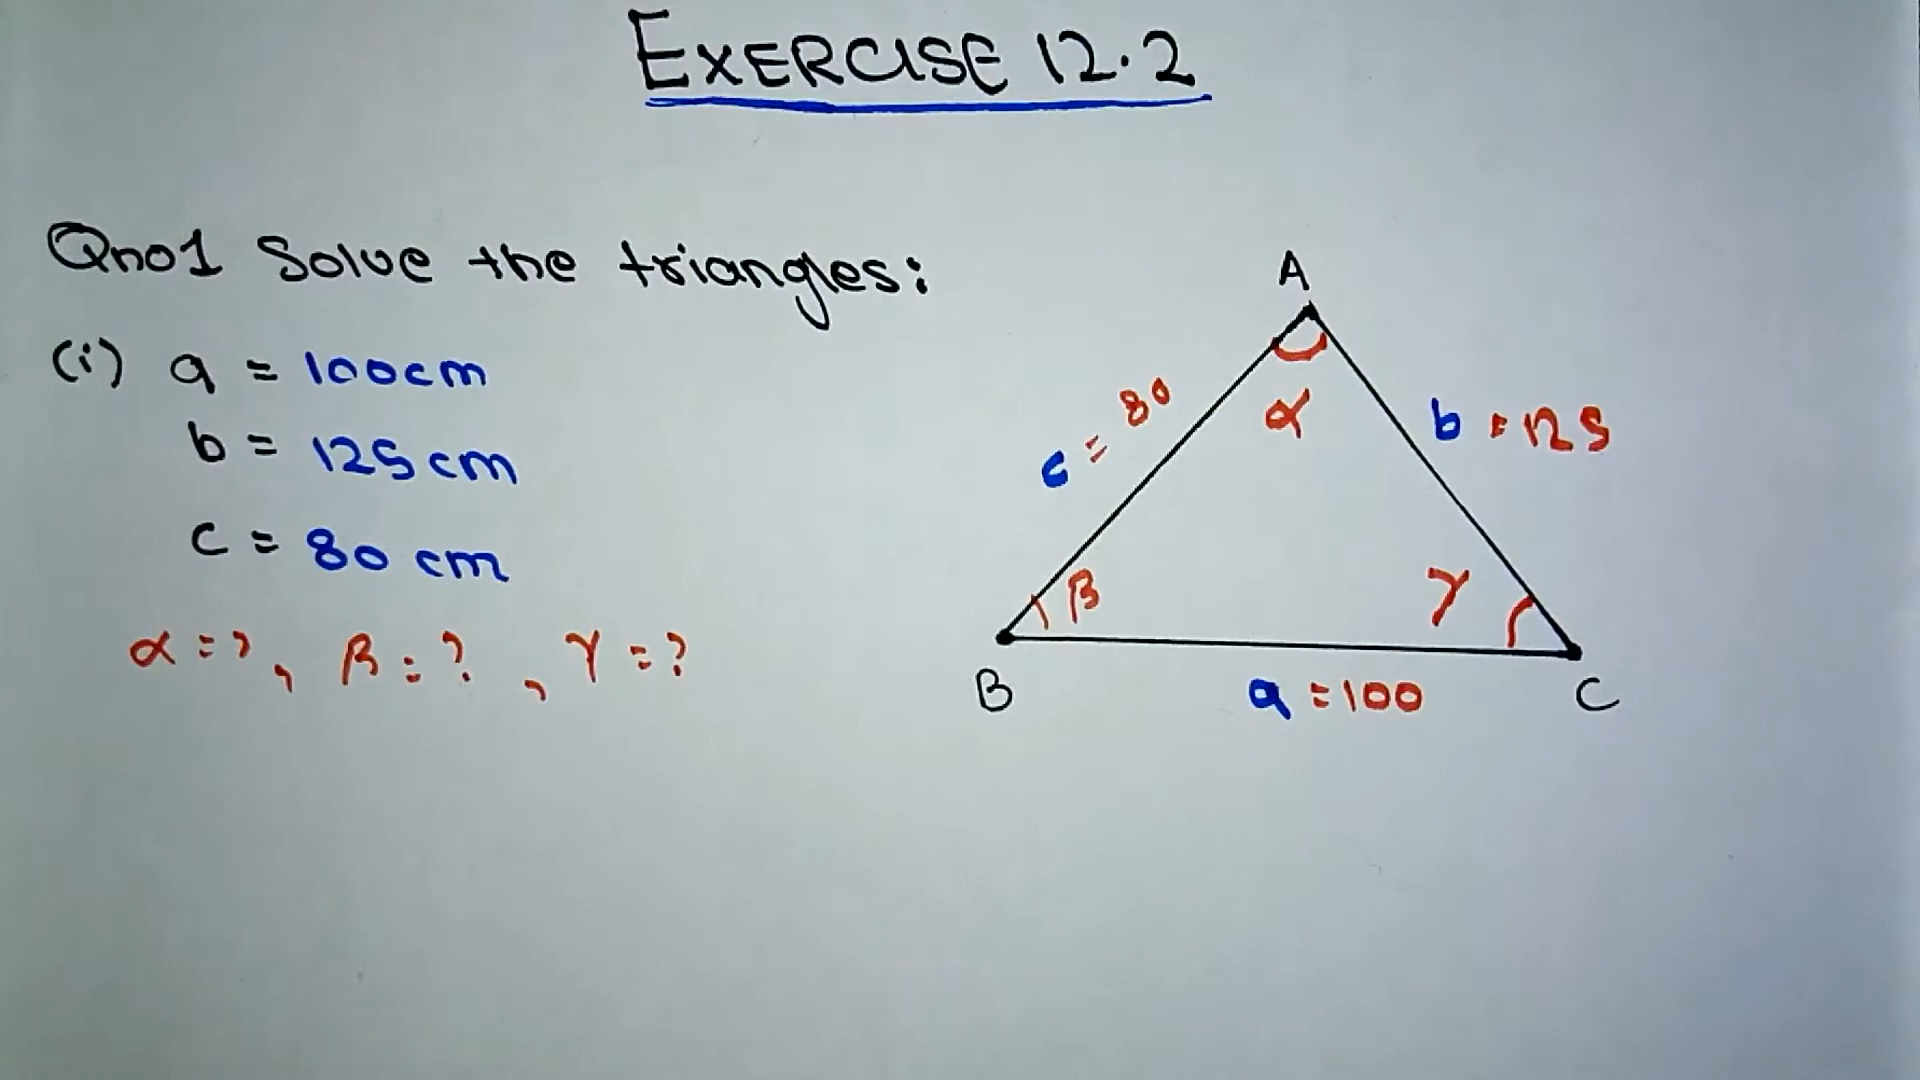 EXERCISE 12.2
Qno1 Solve the triangles:
(i) a = 100cm
b = 125cm
c = 80 cm
α = ?, β = ?, γ = ?
A
α
c = 80
b = 125
β
γ
B
a = 100
C